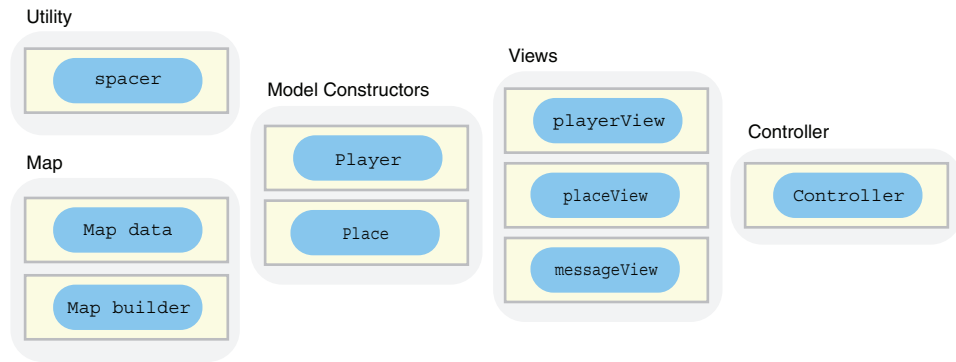 Utility
spacer
Map
Map data
Map builder
Model Constructors
Player
Place
Views
playerView
placeView
messageView
Controller
Controller